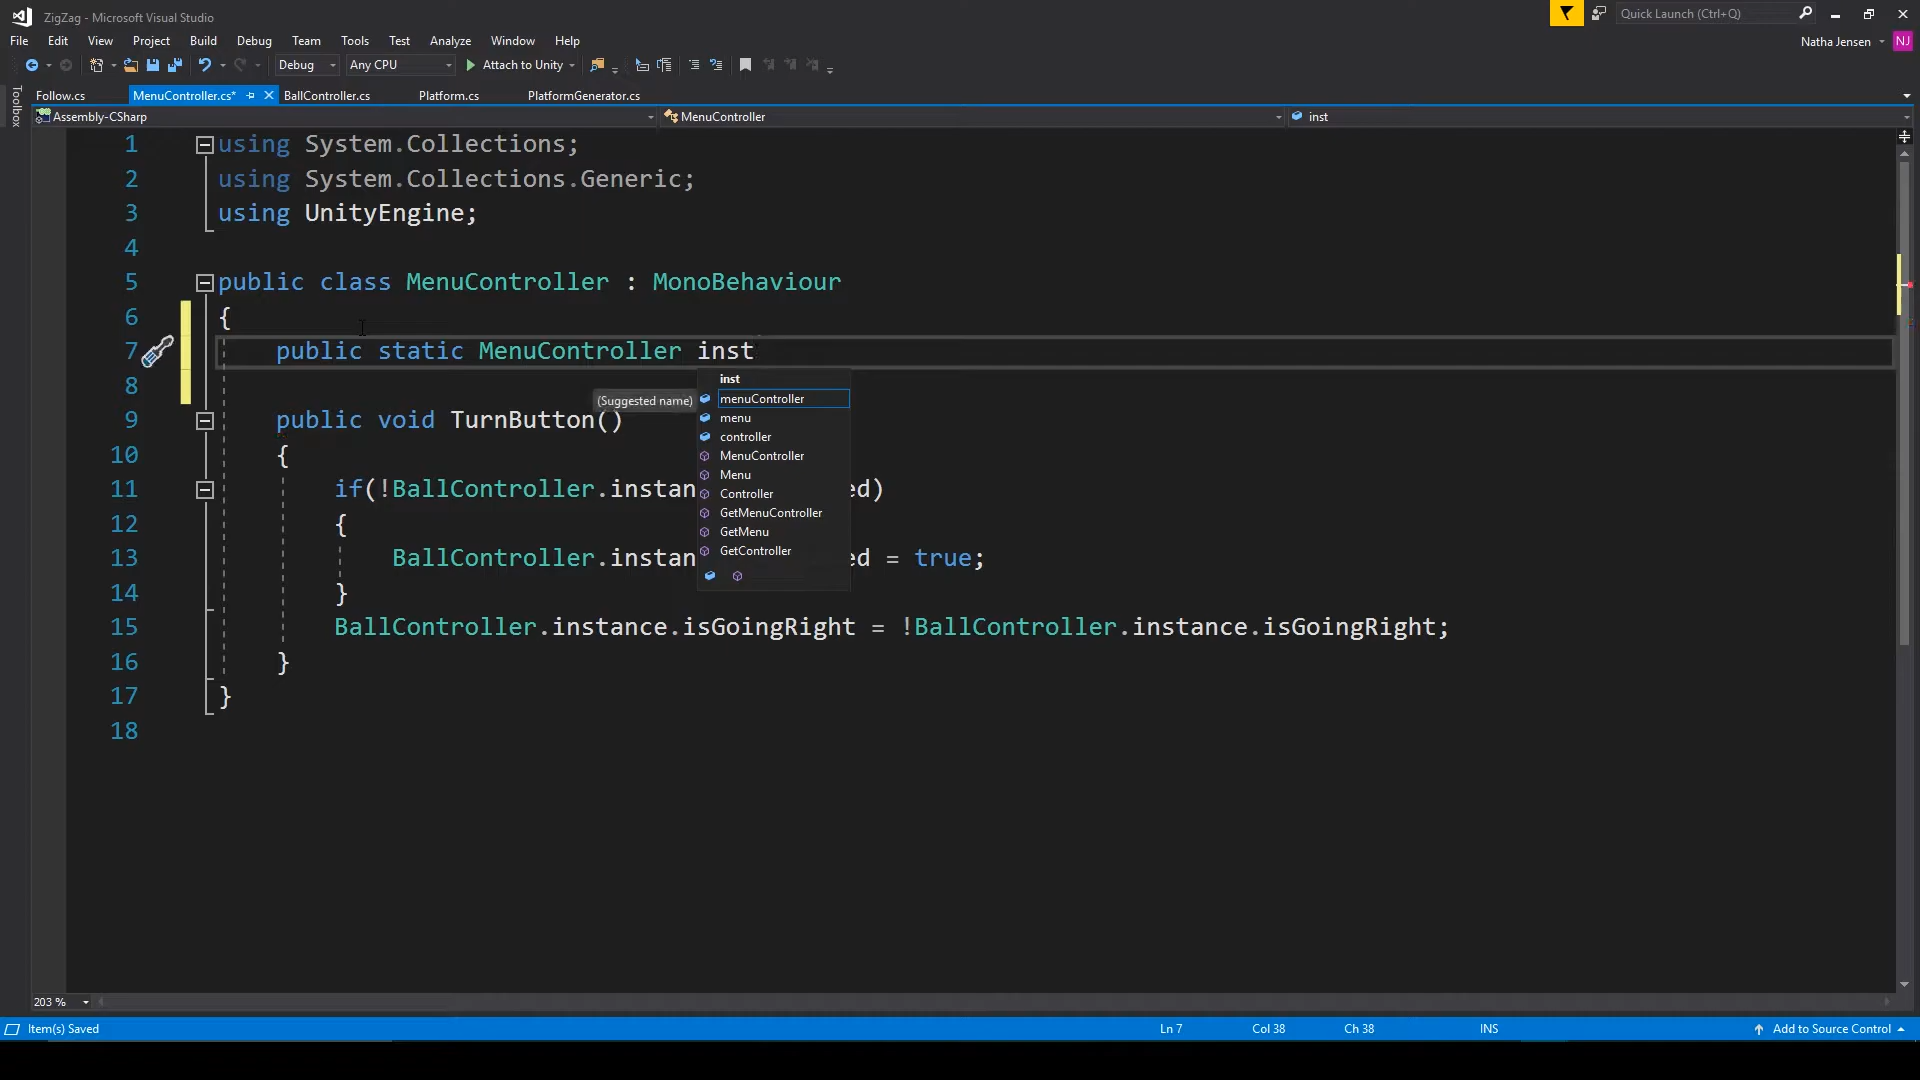 ZigZag - Microsoft Visual Studio
Quick Launch (Ctrl+Q)
File Edit View Project Build Debug Team Tools Test Analyze Window Help
Natha Jensen NJ
Debug Any CPU Attach to Unity
Toolbox
Follow.cs MenuController.cs* BallController.cs Platform.cs PlatformGenerator.cs
Assembly-CSharp MenuController inst
1 using System.Collections;
2 using System.Collections.Generic;
3 using UnityEngine;
4
5 public class MenuController : MonoBehaviour
6 {
7 public static MenuController inst
8
9 public void TurnButton()
10 {
11 if(!BallController.instan ed)
12 {
13 BallController.instan ed = true;
14 }
15 BallController.instance.isGoingRight = !BallController.instance.isGoingRight;
16 }
17 }
18
inst
(Suggested name) menuController
menu
controller
MenuController
Menu
Controller
GetMenuController
GetMenu
GetController
203 %
Item(s) Saved Ln 7 Col 38 Ch 38 INS Add to Source Control